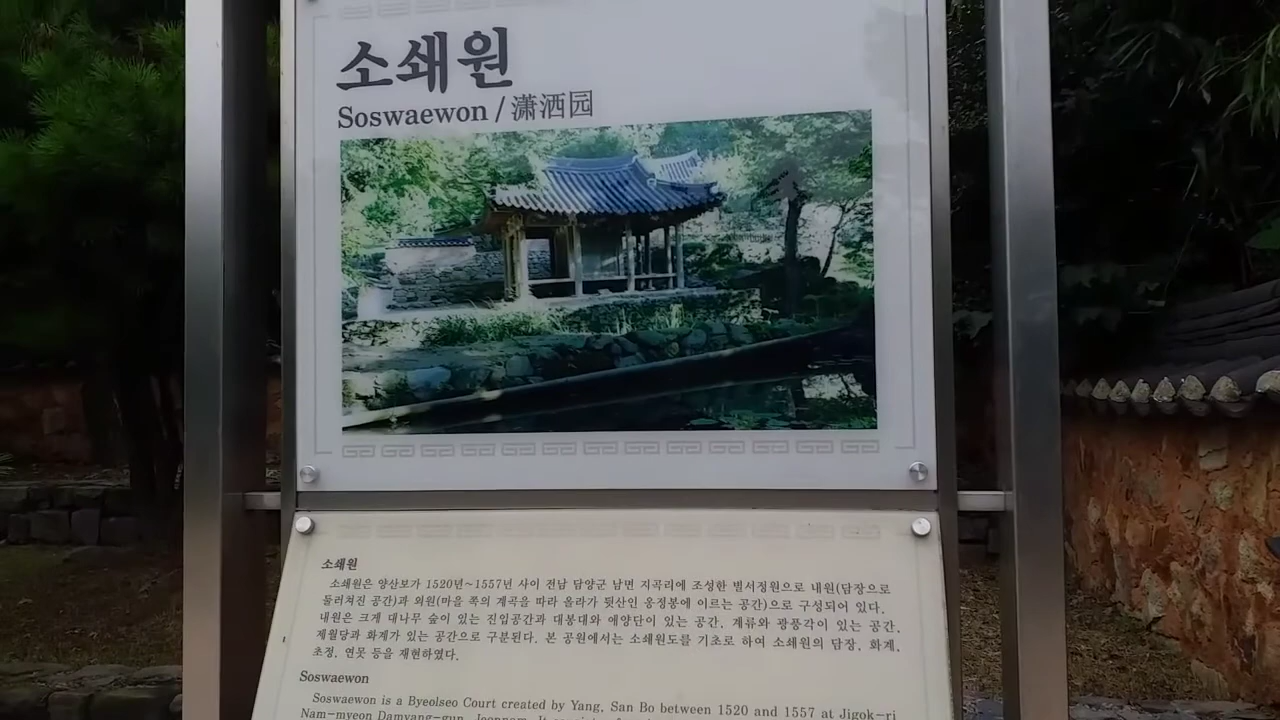 소쇄원
Soswaewon / 潇洒园
소쇄원
소쇄원은 양산보가 1520년~1557년 사이 전남 담양군 남면 지곡리에 조성한 별서정원으로 내원(담장으로
둘러쳐진 공간)과 외원(마을 쪽의 계곡을 따라 올라가 뒷산인 옹정봉에 이르는 공간)으로 구성되어 있다.
내원은 크게 대나무 숲이 있는 진입공간과 대봉대와 애양단이 있는 공간, 계류와 광풍각이 있는 공간,
제월당과 화계가 있는 공간으로 구분된다. 본 공원에서는 소쇄원도를 기초로 하여 소쇄원의 담장, 화계,
초정, 연못 등을 재현하였다.
Soswaewon
Soswaewon is a Byeolseo Court created by Yang, San Bo between 1520 and 1557 at Jigok-ri
Nam-myeon Damyang-gun, Jeonnam. It